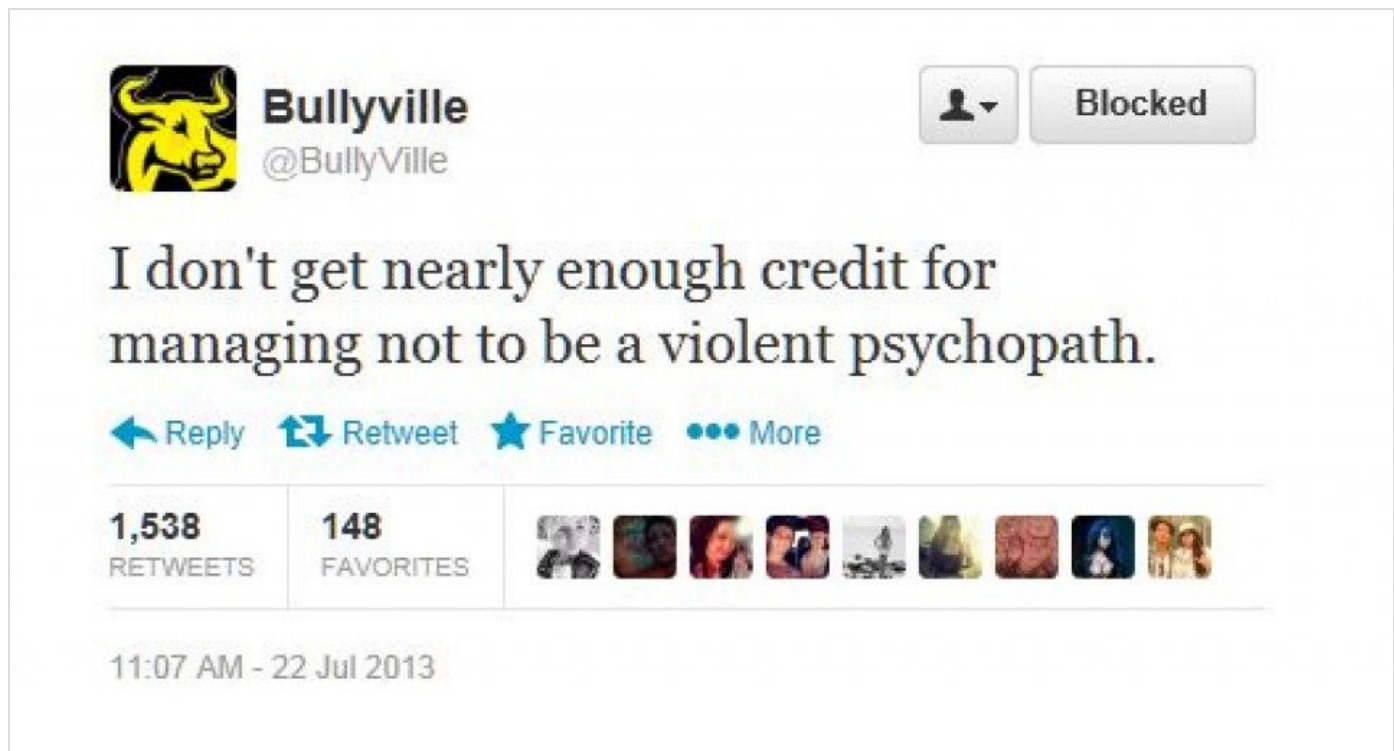 Bullyville
@BullyVille
Blocked
I don't get nearly enough credit for
managing not to be a violent psychopath.
Reply Retweet Favorite More
1,538 148
RETWEETS FAVORITES
11:07 AM - 22 Jul 2013